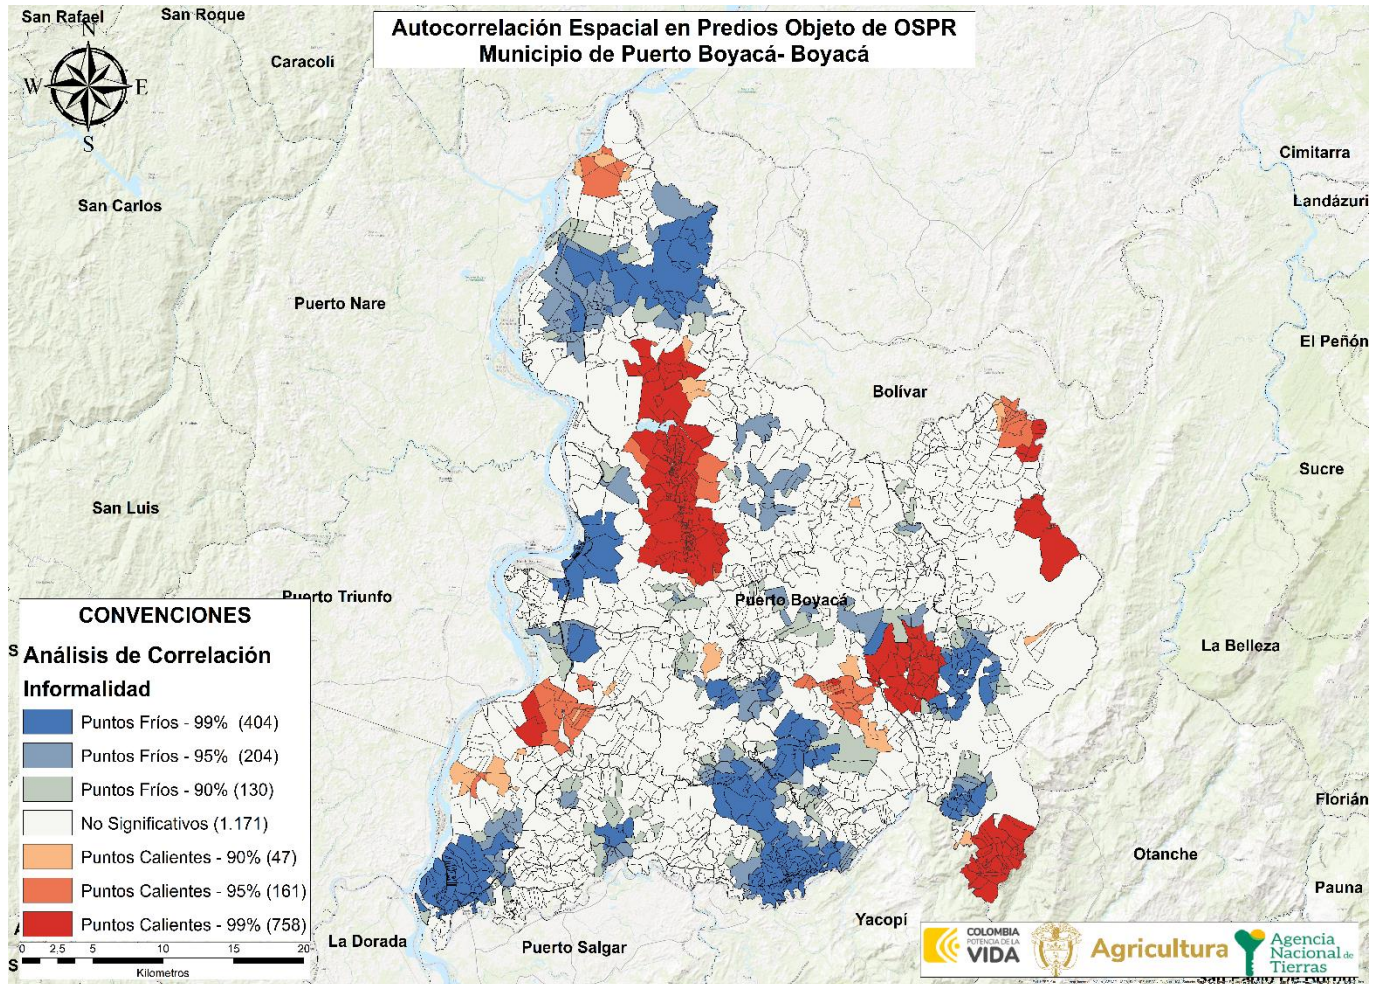 Autocorrelación Espacial en Predios Objeto de OSPR
Municipio de Puerto Boyacá- Boyacá
San Rafael
San Roque
Caracolí
N
W
E
S
San Carlos
Cimitarra
Landázuri
Puerto Nare
El Peñón
Bolívar
Sucre
San Luis
Puerto Triunfo
Puerto Boyacá
La Belleza
Florián
Otanche
Pauna
Yacopí
La Dorada
Puerto Salgar
CONVENCIONES
Análisis de Correlación
Informalidad
Puntos Fríos - 99% (404)
Puntos Fríos - 95% (204)
Puntos Fríos - 90% (130)
No Significativos (1.171)
Puntos Calientes - 90% (47)
Puntos Calientes - 95% (161)
Puntos Calientes - 99% (758)
0 2,5 5 10 15 20
Kilometros
COLOMBIA
POTENCIA DE LA
VIDA
Agricultura
Agencia
Nacional de
Tierras